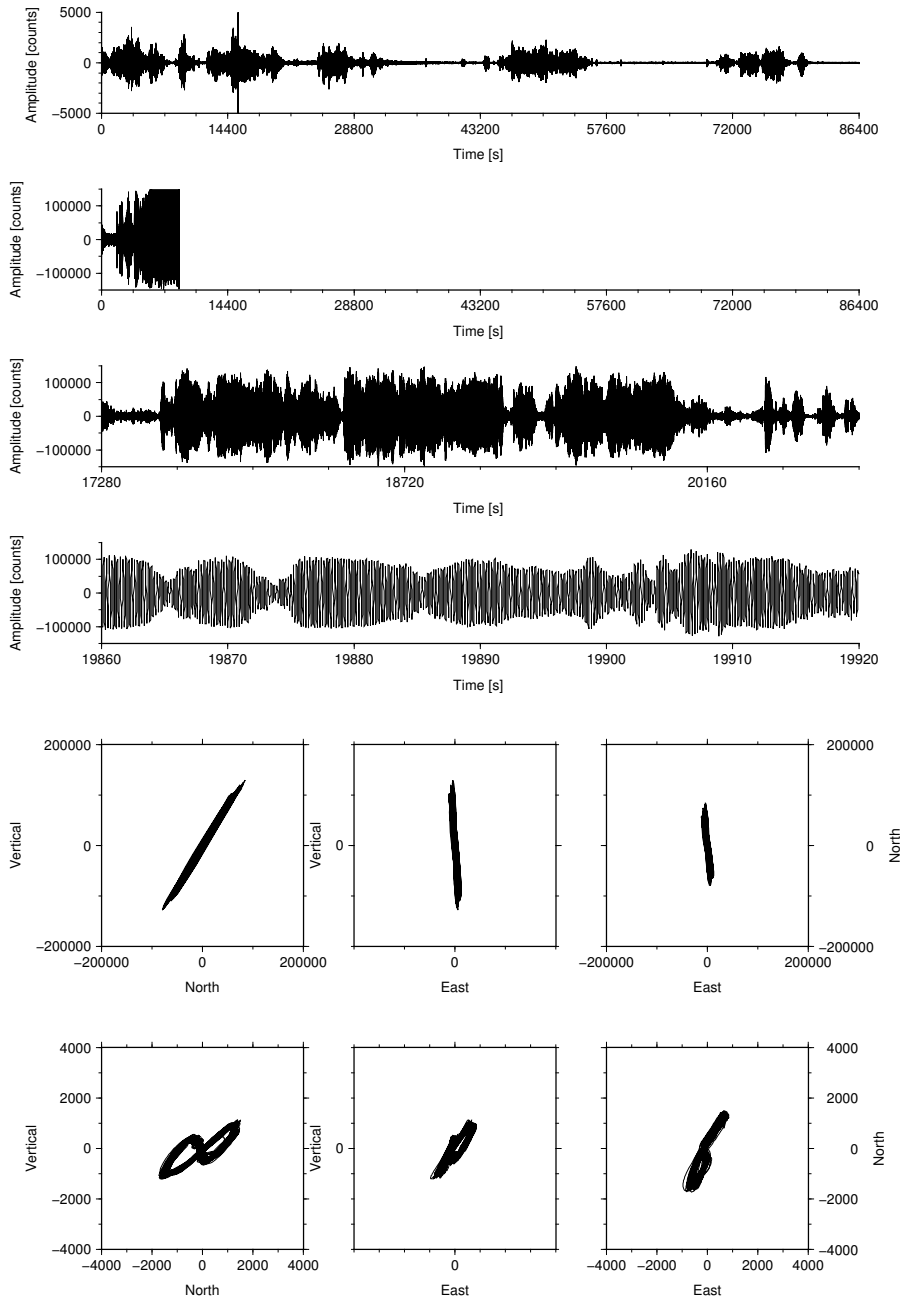 Amplitude [counts]
5000
0
−5000
0 14400 28800 43200 57600 72000 86400
Time [s]
Amplitude [counts]
100000
0
−100000
0 14400 28800 43200 57600 72000 86400
Time [s]
Amplitude [counts]
100000
0
−100000
17280 18720 20160
Time [s]
Amplitude [counts]
100000
0
−100000
19860 19870 19880 19890 19900 19910 19920
Time [s]
Vertical
200000
0
−200000
−200000 0 200000
North
Vertical
0
0
East
200000
0
−200000
North
−200000 0 200000
East
Vertical
4000
2000
0
−2000
−4000
−4000 −2000 0 2000 4000
North
Vertical
0
0
East
4000
2000
0
−2000
−4000
North
−4000 −2000 0 2000 4000
East